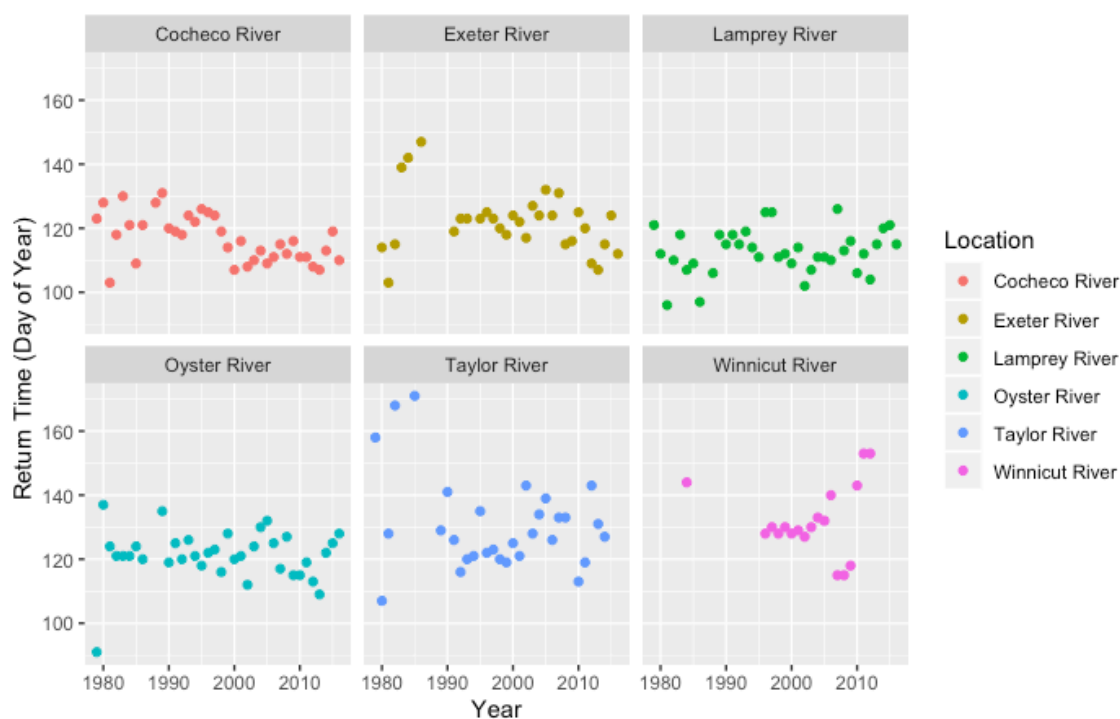 Cocheco River Exeter River Lamprey River
160
140
120
100
Oyster River Taylor River Winnicut River
160
140
120
100
1980 1990 2000 2010 1980 1990 2000 2010 1980 1990 2000 2010
Year
Return Time (Day of Year)
Location
Cocheco River
Exeter River
Lamprey River
Oyster River
Taylor River
Winnicut River